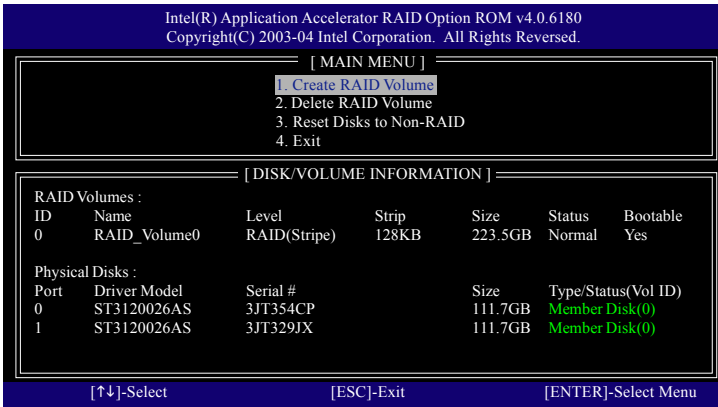 Intel(R) Application Accelerator RAID Option ROM v4.0.6180
Copyright(C) 2003-04 Intel Corporation.  All Rights Reversed.
[ MAIN MENU ]
1. Create RAID Volume
2. Delete RAID Volume
3. Reset Disks to Non-RAID
4. Exit
[ DISK/VOLUME INFORMATION ]
RAID Volumes :
ID Name Level Strip Size Status Bootable
0 RAID_Volume0 RAID(Stripe) 128KB 223.5GB Normal Yes
Physical Disks :
Port Driver Model Serial # Size Type/Status(Vol ID)
0 ST3120026AS 3JT354CP 111.7GB Member Disk(0)
1 ST3120026AS 3JT329JX 111.7GB Member Disk(0)
[↑↓]-Select [ESC]-Exit [ENTER]-Select Menu